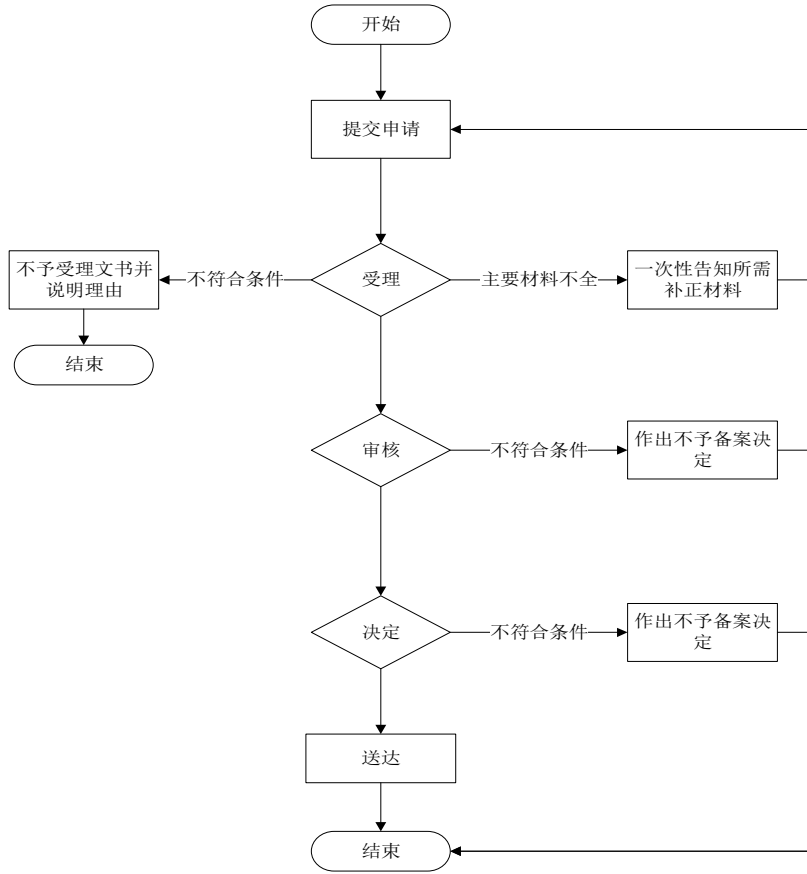 开始
提交申请
不予受理文书并
说明理由
不符合条件
受理
主要材料不全
一次性告知所需
补正材料
结束
审核
不符合条件
作出不予备案决
定
决定
不符合条件
作出不予备案决
定
送达
结束